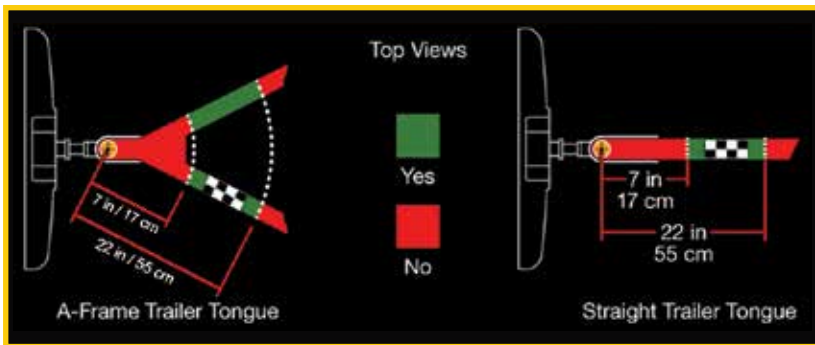 Top Views
Yes
No
7 in / 17 cm
22 in / 55 cm
A-Frame Trailer Tongue
7 in
17 cm
22 in
55 cm
Straight Trailer Tongue